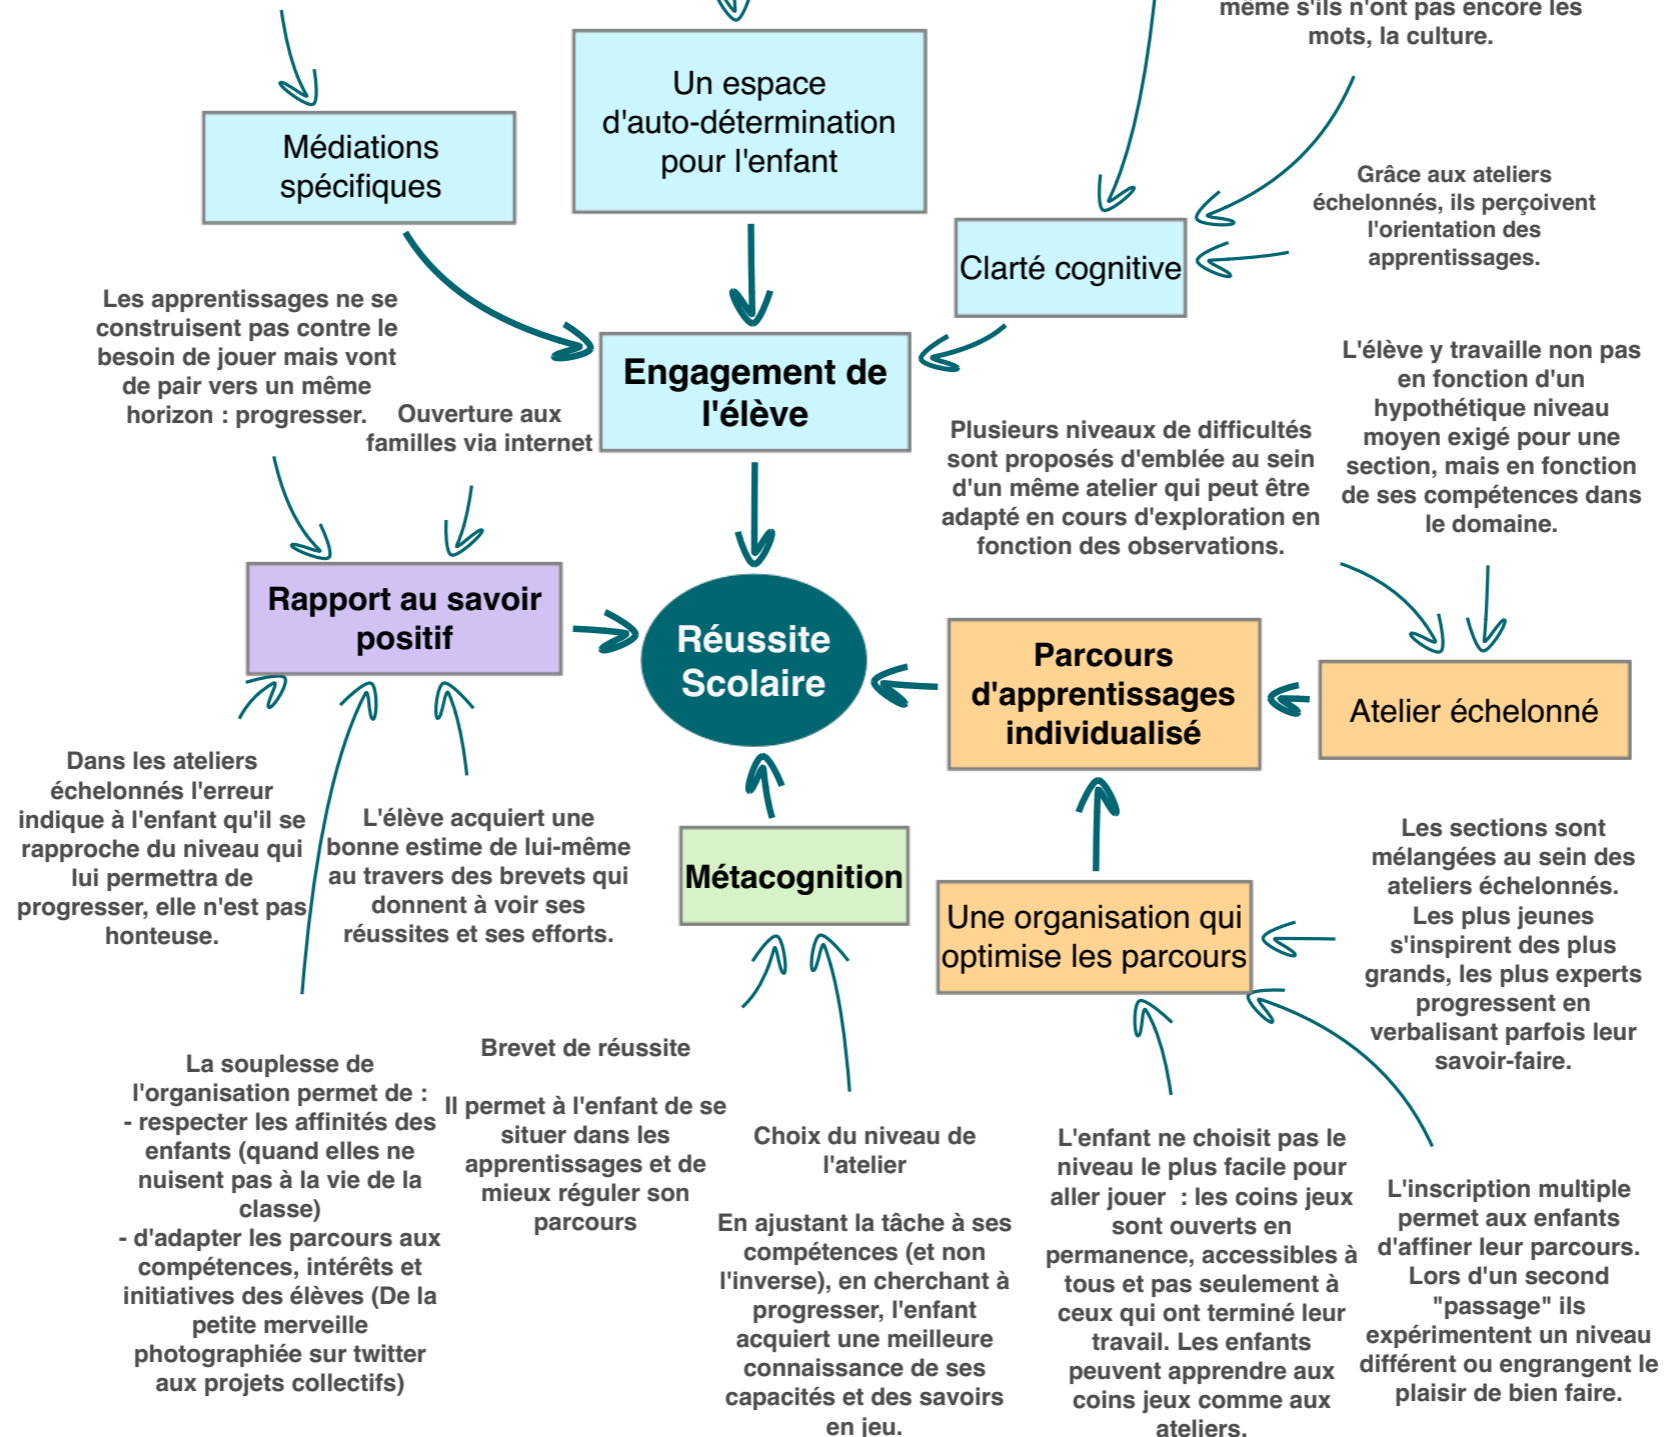 même s'ils n'ont pas encore les
mots, la culture.
Un espace
d'auto-détermination
pour l'enfant
Médiations
spécifiques
Grâce aux ateliers
échelonnés, ils perçoivent
l'orientation des
apprentissages.
Clarté cognitive
Les apprentissages ne se
construisent pas contre le
besoin de jouer mais vont
de pair vers un même
horizon : progresser.
Ouverture aux
familles via internet
Engagement de
l'élève
L'élève y travaille non pas
en fonction d'un
hypothétique niveau
moyen exigé pour une
section, mais en fonction
de ses compétences dans
le domaine.
Plusieurs niveaux de difficultés
sont proposés d'emblée au sein
d'un même atelier qui peut être
adapté en cours d'exploration en
fonction des observations.
Rapport au savoir
positif
Réussite
Scolaire
Parcours
d'apprentissages
individualisé
Atelier échelonné
Dans les ateliers
échelonnés l'erreur
indique à l'enfant qu'il se
rapproche du niveau qui
lui permettra de
progresser, elle n'est pas
honteuse.
L'élève acquiert une
bonne estime de lui-même
au travers des brevets qui
donnent à voir ses
réussites et ses efforts.
Métacognition
Une organisation qui
optimise les parcours
Les sections sont
mélangées au sein des
ateliers échelonnés.
Les plus jeunes
s'inspirent des plus
grands, les plus experts
progressent en
verbalisant parfois leur
savoir-faire.
La souplesse de
l'organisation permet de :
- respecter les affinités des
enfants (quand elles ne
nuisent pas à la vie de la
classe)
- d'adapter les parcours aux
compétences, intérêts et
initiatives des élèves (De la
petite merveille
photographiée sur twitter
aux projets collectifs)
Brevet de réussite
Il permet à l'enfant de se
situer dans les
apprentissages et de
mieux réguler son
parcours
Choix du niveau de
l'atelier
En ajustant la tâche à ses
compétences (et non
l'inverse), en cherchant à
progresser, l'enfant
acquiert une meilleure
connaissance de ses
capacités et des savoirs
en jeu.
L'enfant ne choisit pas le
niveau le plus facile pour
aller jouer  : les coins jeux
sont ouverts en
permanence, accessibles à
tous et pas seulement à
ceux qui ont terminé leur
travail. Les enfants
peuvent apprendre aux
coins jeux comme aux
ateliers.
L'inscription multiple
permet aux enfants
d'affiner leur parcours.
Lors d'un second
"passage" ils
expérimentent un niveau
différent ou engrangent le
plaisir de bien faire.